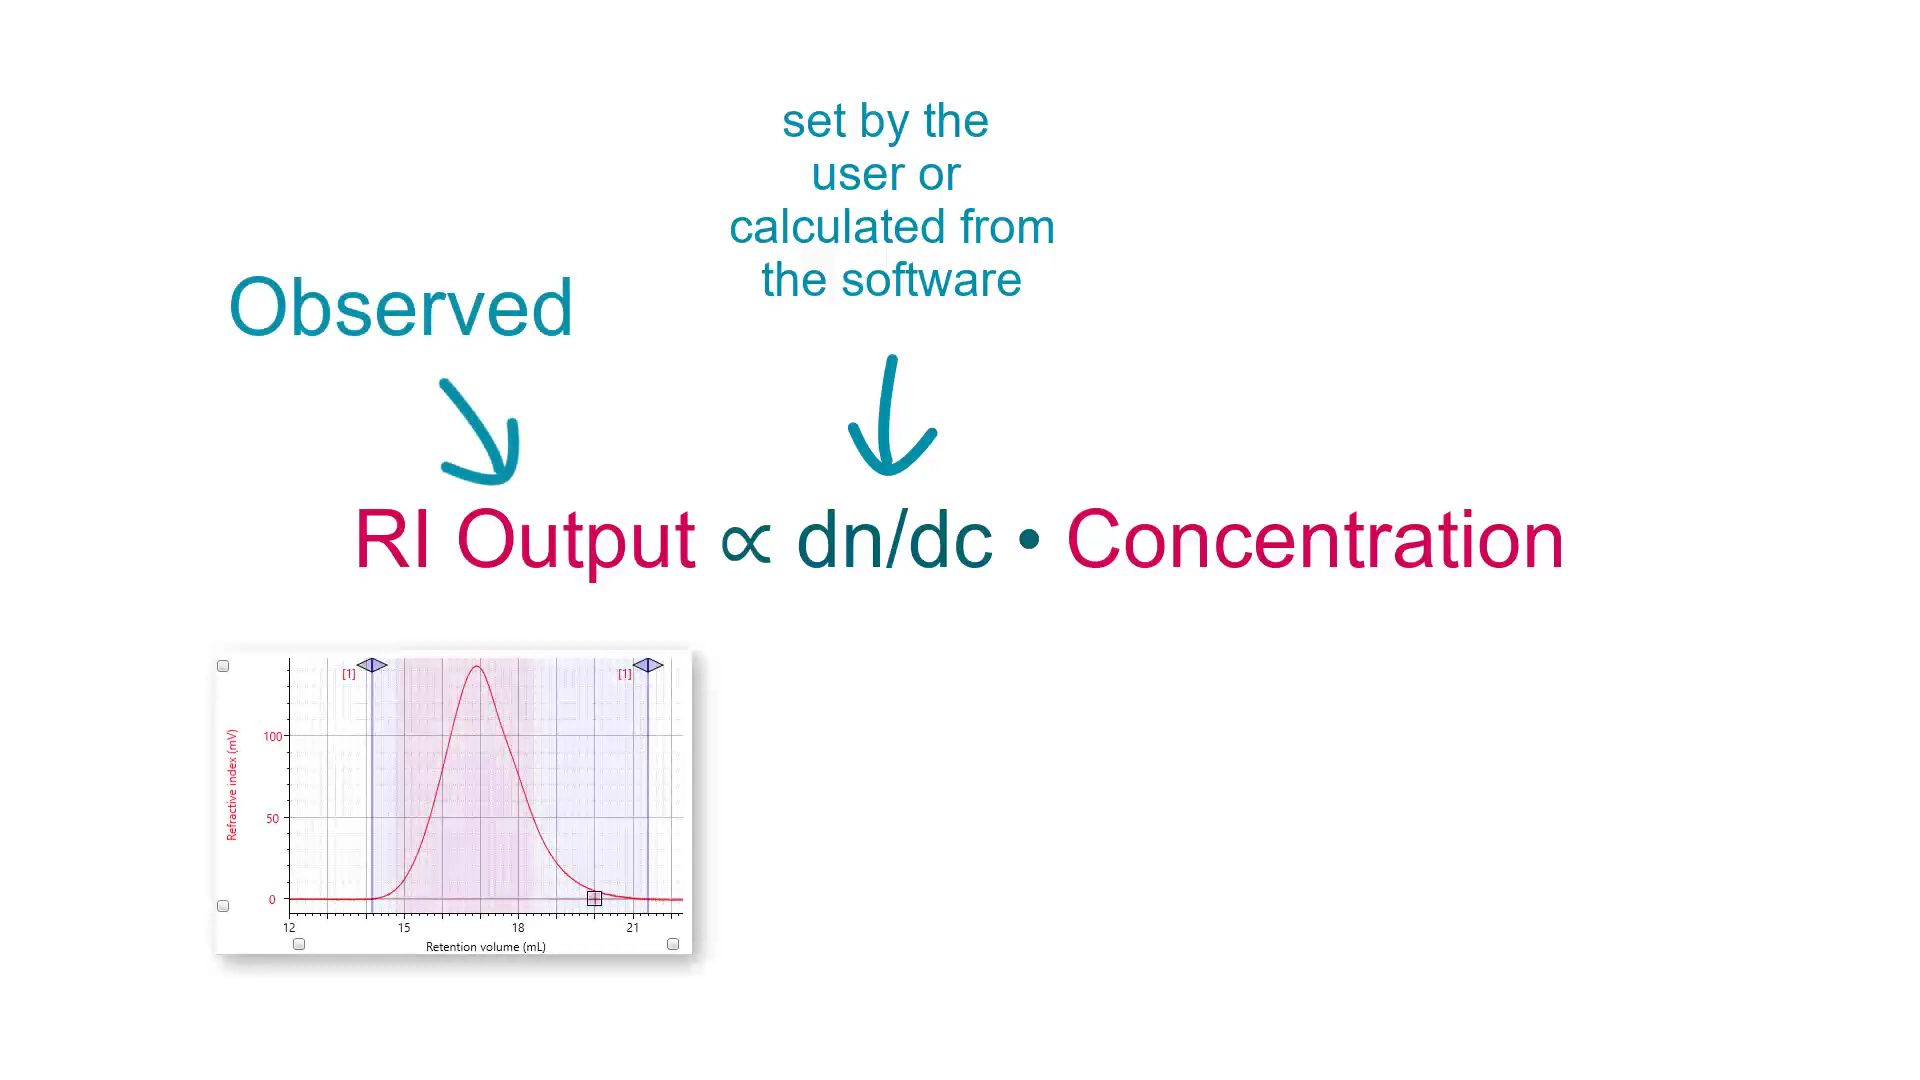 set by the
user or
calculated from
the software
Observed
RI Output ∝ dn/dc • Concentration
[1]
[1]
Refractive index (mV)
100
50
0
12
15
18
21
Retention volume (mL)